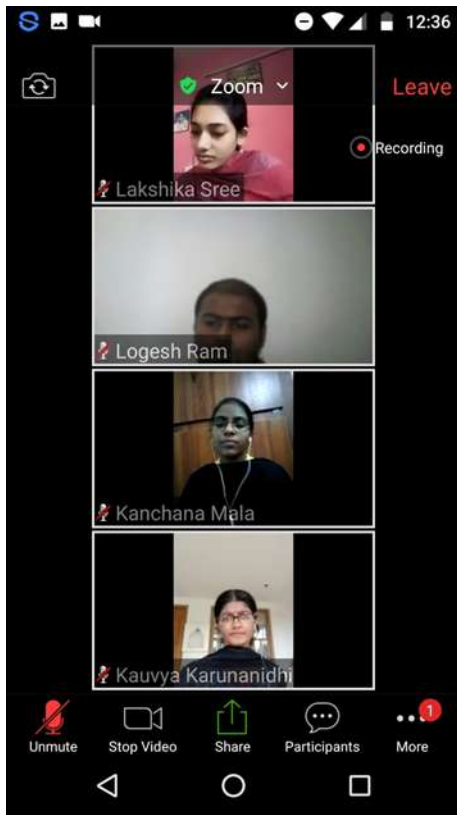 12:36
Zoom
Leave
Recording
Lakshika Sree
Logesh Ram
Kanchana Mala
Kauvya Karunanidhi
1
Unmute Stop Video Share Participants More